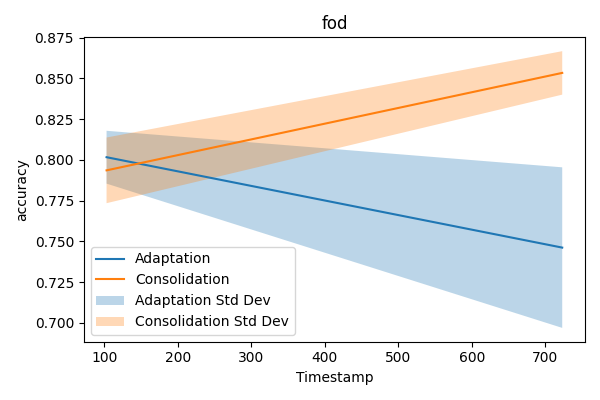 fod
0.875
0.850
0.825
0.800
0.775
0.750
0.725
0.700
accuracy
Adaptation
Consolidation
Adaptation Std Dev
Consolidation Std Dev
100 200 300 400 500 600 700
Timestamp